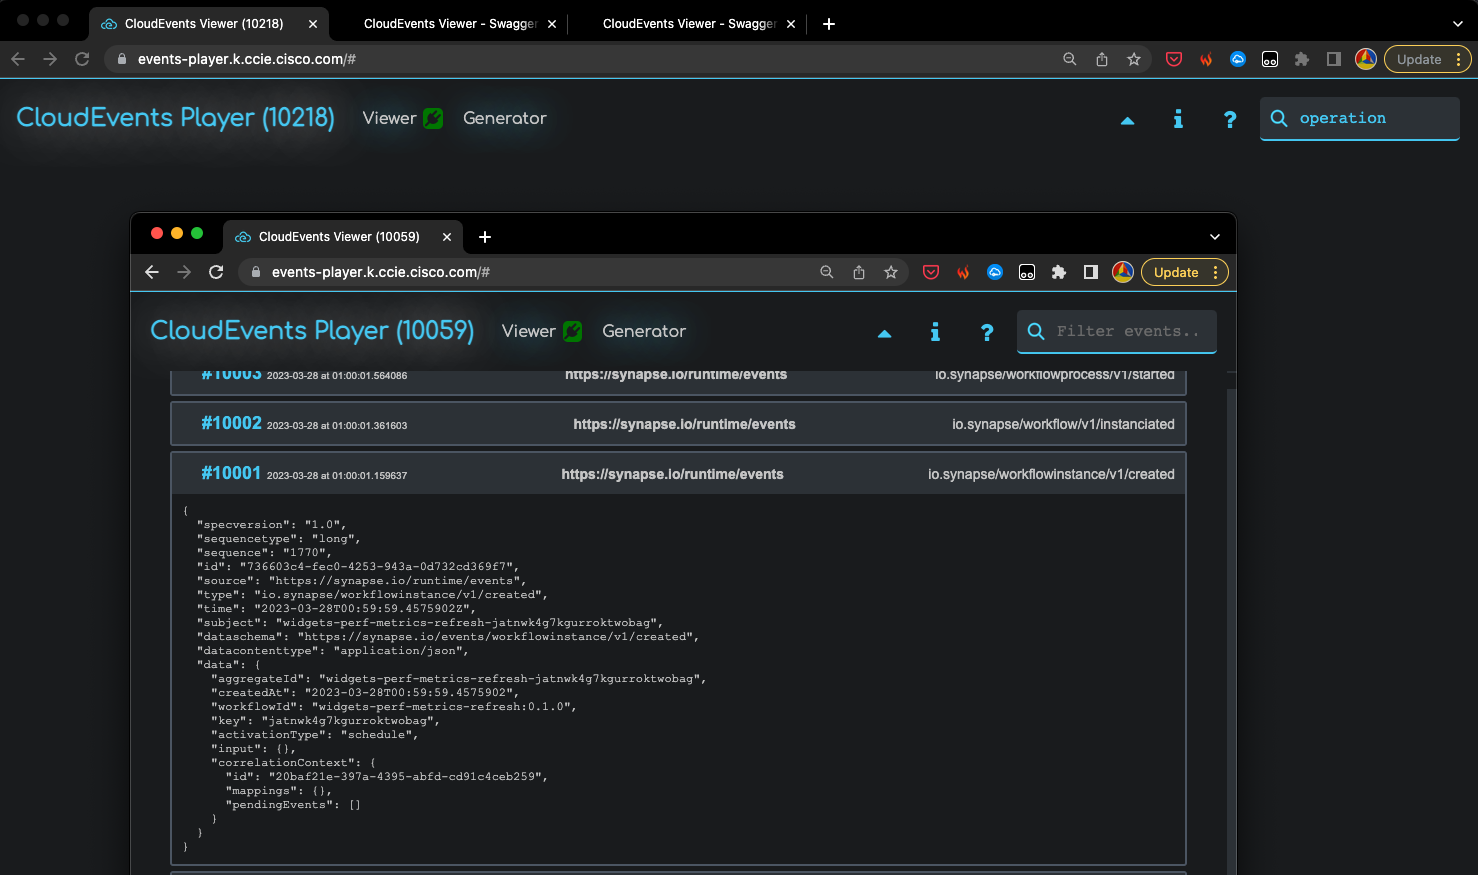 CloudEvents Viewer (10218)
CloudEvents Viewer - Swagger
CloudEvents Viewer - Swagger
events-player.k.ccie.cisco.com/#
Update
CloudEvents Player (10218)
Viewer
Generator
operation
CloudEvents Viewer (10059)
events-player.k.ccie.cisco.com/#
Update
CloudEvents Player (10059)
Viewer
Generator
Filter events..
#10003 2023-03-28 at 01:00:01.564086 https://synapse.io/runtime/events io.synapse/workflowprocess/v1/started
#10002 2023-03-28 at 01:00:01.361603 https://synapse.io/runtime/events io.synapse/workflow/v1/instanciated
#10001 2023-03-28 at 01:00:01.159637 https://synapse.io/runtime/events io.synapse/workflowinstance/v1/created
{
"specversion": "1.0",
"sequencetype": "long",
"sequence": "1770",
"id": "736603c4-fec0-4253-943a-0d732cd369f7",
"source": "https://synapse.io/runtime/events",
"type": "io.synapse/workflowinstance/v1/created",
"time": "2023-03-28T00:59:59.4575902Z",
"subject": "widgets-perf-metrics-refresh-jatnwk4g7kgurroktwobag",
"dataschema": "https://synapse.io/events/workflowinstance/v1/created",
"datacontenttype": "application/json",
"data": {
"aggregateId": "widgets-perf-metrics-refresh-jatnwk4g7kgurroktwobag",
"createdAt": "2023-03-28T00:59:59.4575902",
"workflowId": "widgets-perf-metrics-refresh:0.1.0",
"key": "jatnwk4g7kgurroktwobag",
"activationType": "schedule",
"input": {},
"correlationContext": {
"id": "20baf21e-397a-4395-abfd-cd91c4ceb259",
"mappings": {},
"pendingEvents": []
}
}
}